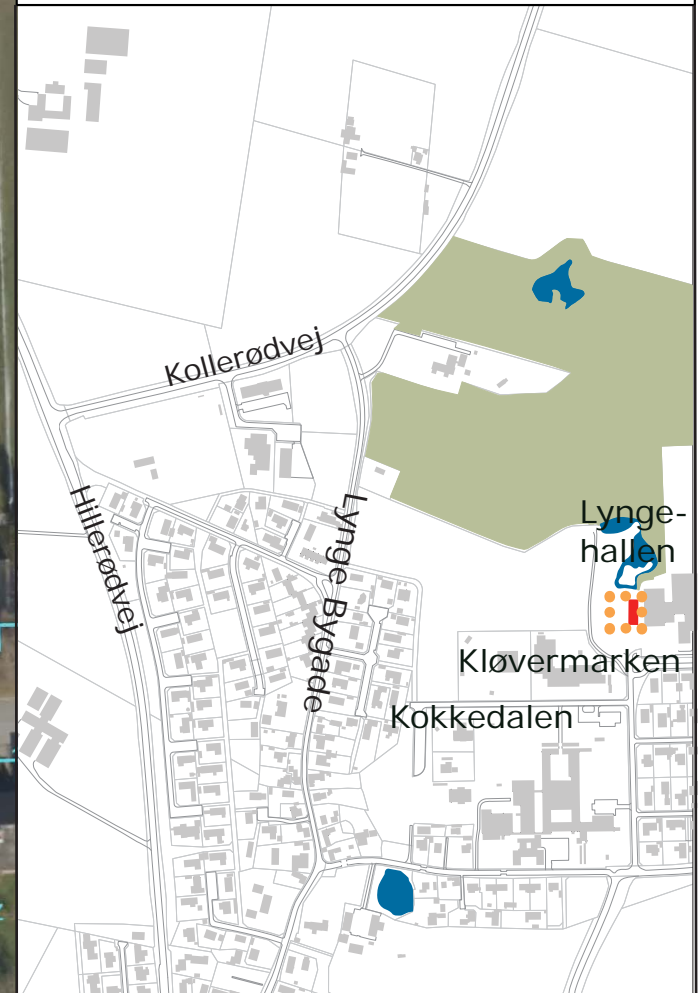 Kollerødvej
Hillerødvej
Lynge Bygade
Lynge-
hallen
Kløvermarken
Kokkedalen